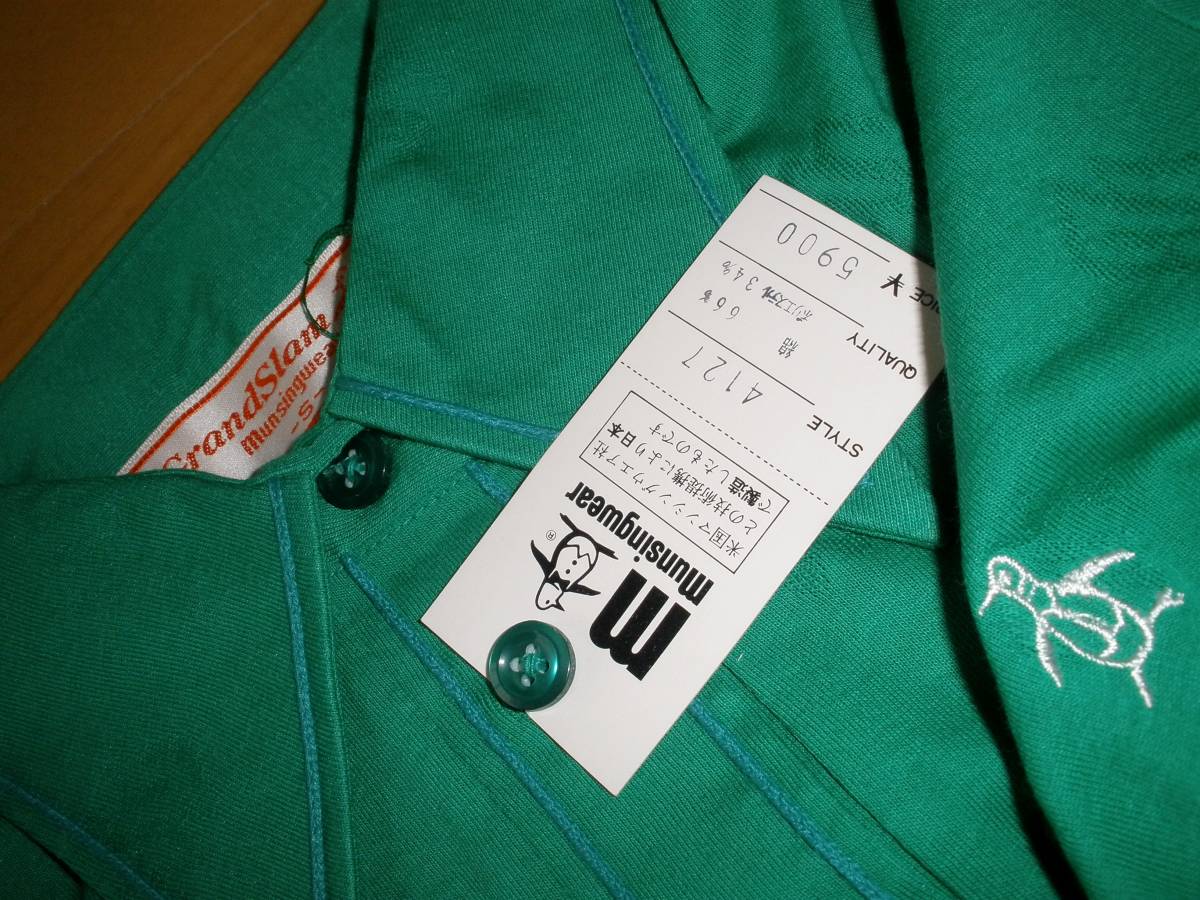 GrandSlam
munsingwear
-S-
munsingwear
®
米国マンシングウエア社
との技術提携により日本
で製造したものです
STYLE
4127
QUALITY
綿 66%
ポリエステル 34%
PRICE ¥
5900